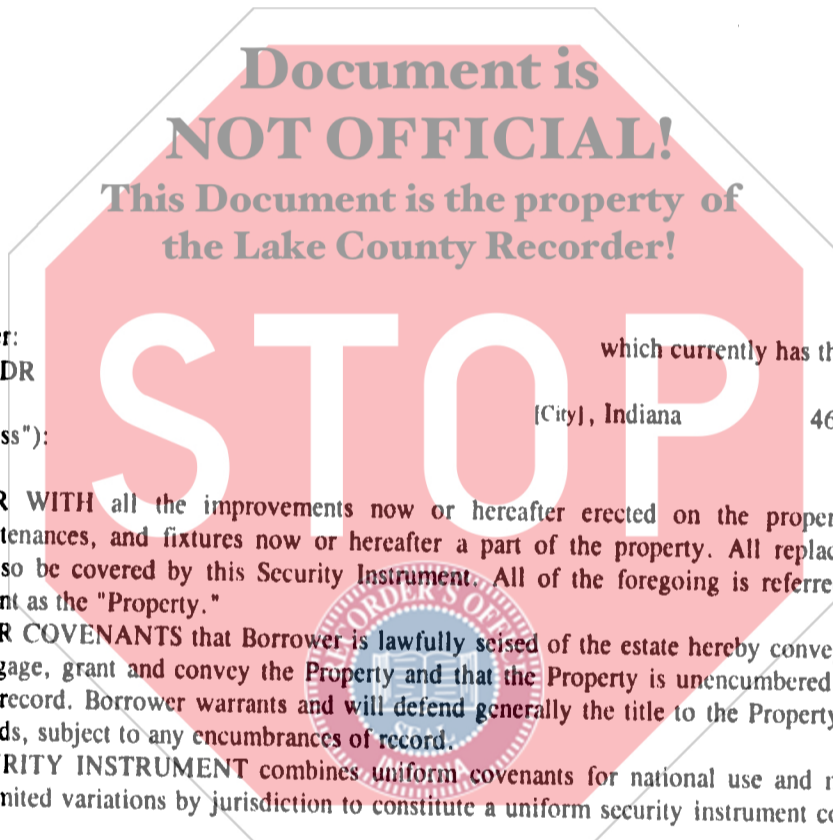 Document is
NOT OFFICIAL!
This Document is the property of
the Lake County Recorder!
STOP
er:
which currently has th
DR
[City], Indiana 46
ss"):
R WITH all the improvements now or hereafter erected on the proper
tenances, and fixtures now or hereafter a part of the property. All replac
so be covered by this Security Instrument. All of the foregoing is referre
nt as the "Property."
R COVENANTS that Borrower is lawfully seised of the estate hereby conve
gage, grant and convey the Property and that the Property is unencumbered
record. Borrower warrants and will defend generally the title to the Property
ds, subject to any encumbrances of record.
RITY INSTRUMENT combines uniform covenants for national use and n
mited variations by jurisdiction to constitute a uniform security instrument co
RECORDER'S OFFICE
SEAL
INDIANA